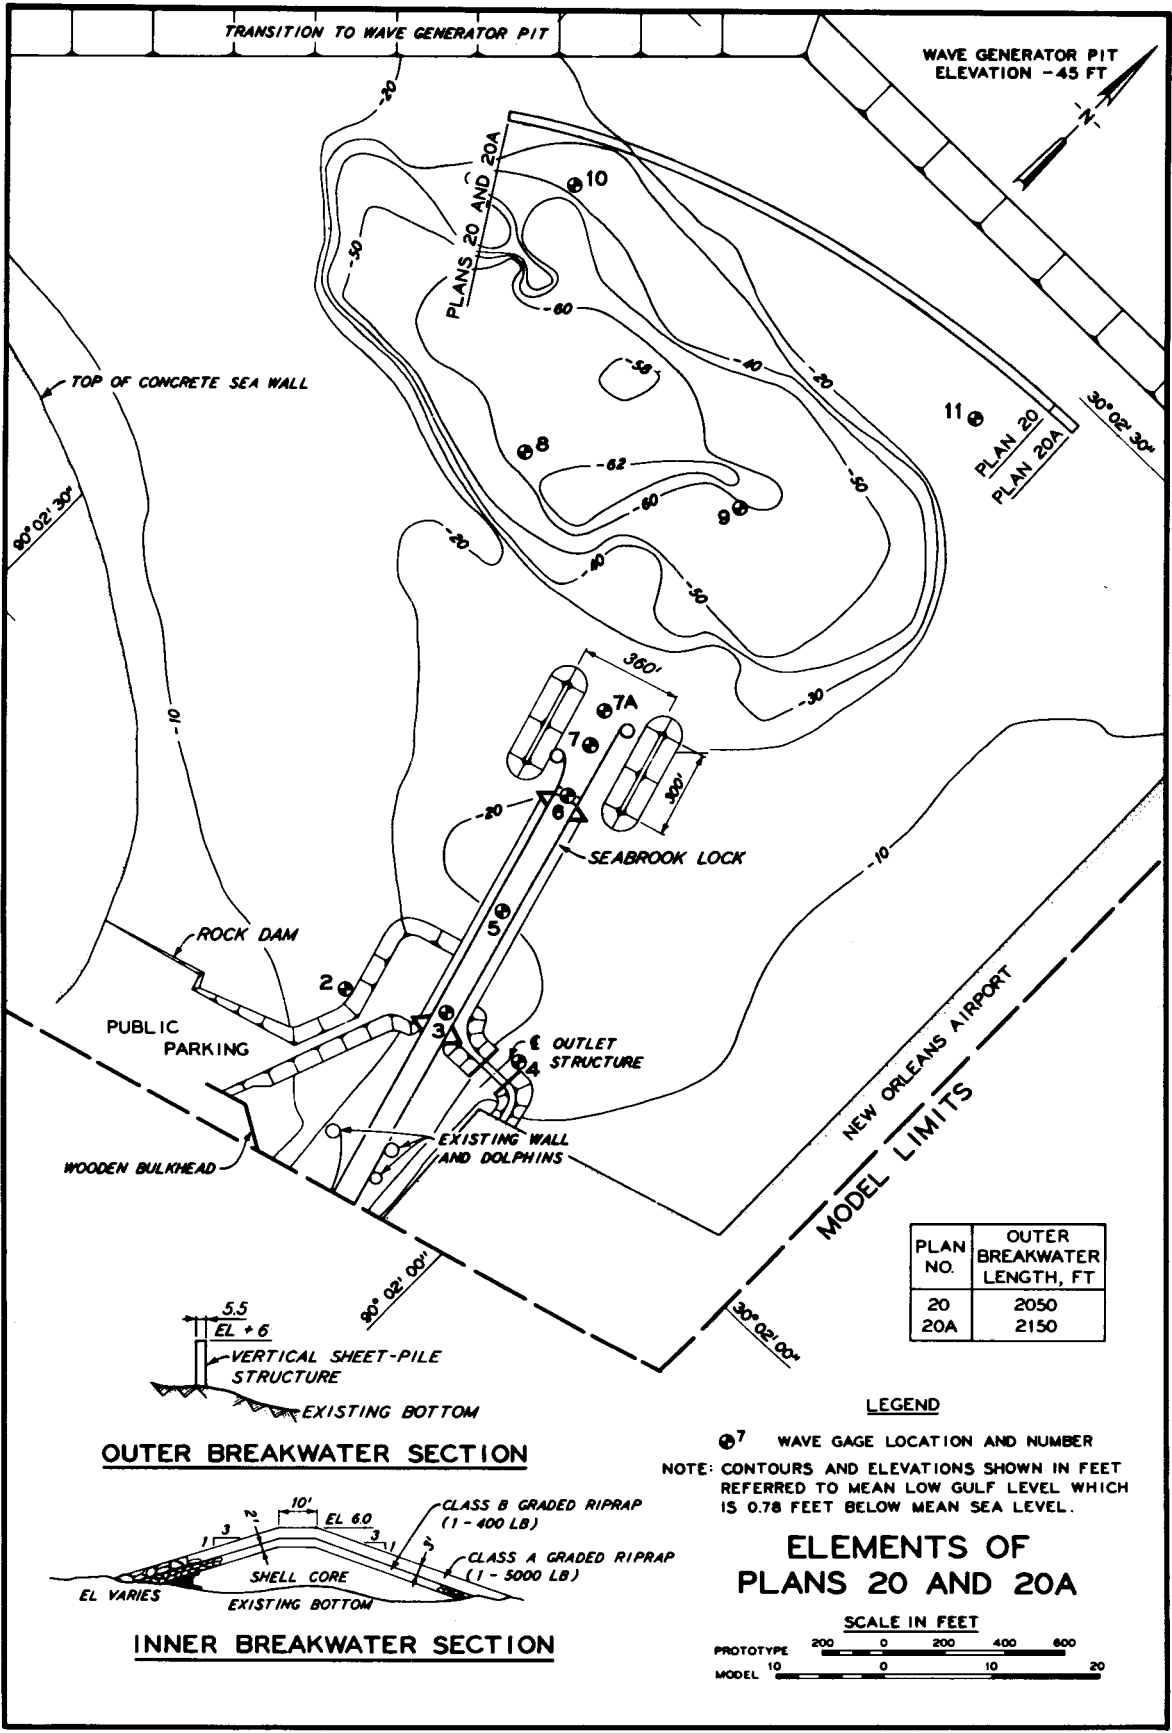 TRANSITION TO WAVE GENERATOR PIT
WAVE GENERATOR PIT
ELEVATION -45 FT
N
-20
PLANS 20 AND 20A
10
-50
-60
-58
-40
-20
TOP OF CONCRETE SEA WALL
11
PLAN 20
PLAN 20A
30° 02' 30"
8
-62
-60
9
-50
90° 02' 30"
-20
-40
-50
360'
-30
7A
7
-10
300'
6
-20
SEABROOK LOCK
-10
5
ROCK DAM
2
PUBLIC
PARKING
3
℄ OUTLET
STRUCTURE
4
NEW ORLEANS AIRPORT
MODEL LIMITS
EXISTING WALL
AND DOLPHINS
WOODEN BULKHEAD
90° 02' 00"
30° 02' 00"
PLAN NO.
OUTER BREAKWATER LENGTH, FT
20 2050
20A 2150
5.5
EL +6
VERTICAL SHEET-PILE
STRUCTURE
EXISTING BOTTOM
OUTER BREAKWATER SECTION
LEGEND
7 WAVE GAGE LOCATION AND NUMBER
NOTE: CONTOURS AND ELEVATIONS SHOWN IN FEET
REFERRED TO MEAN LOW GULF LEVEL WHICH
IS 0.78 FEET BELOW MEAN SEA LEVEL.
10'
EL 6.0
CLASS B GRADED RIPRAP
(1-400 LB)
1 3
2'
3 1
3'
CLASS A GRADED RIPRAP
(1-5000 LB)
SHELL CORE
EL VARIES
EXISTING BOTTOM
INNER BREAKWATER SECTION
ELEMENTS OF
PLANS 20 AND 20A
SCALE IN FEET
PROTOTYPE 200 0 200 400 600
MODEL 10 0 10 20